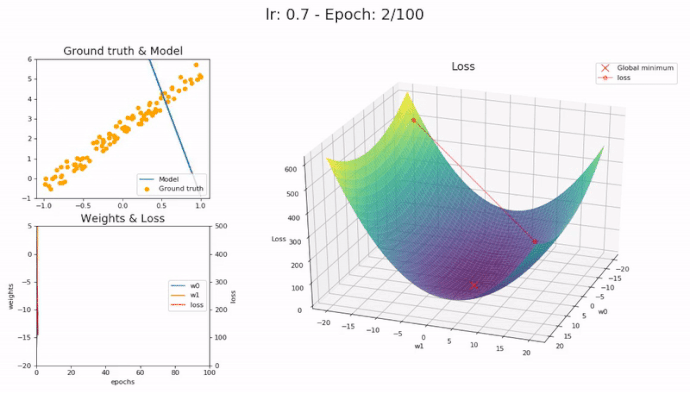 lr: 0.7 - Epoch: 2/100
Ground truth & Model
6
5
4
3
2
1
0
−1
−1.0 −0.5 0.0 0.5 1.0
Model
Ground truth
Weights & Loss
5
0
−5
−10
−15
−20
weights
0 20 40 60 80 100
epochs
500
400
300
200
100
0
loss
w0
w1
loss
Loss
Global minimum
loss
600
500
400
300
200
100
0
Loss
−20 −15 −10 −5 0 5 10 15 20
w1
−20
−15
−10
−5
0
5
10
15
20
w0